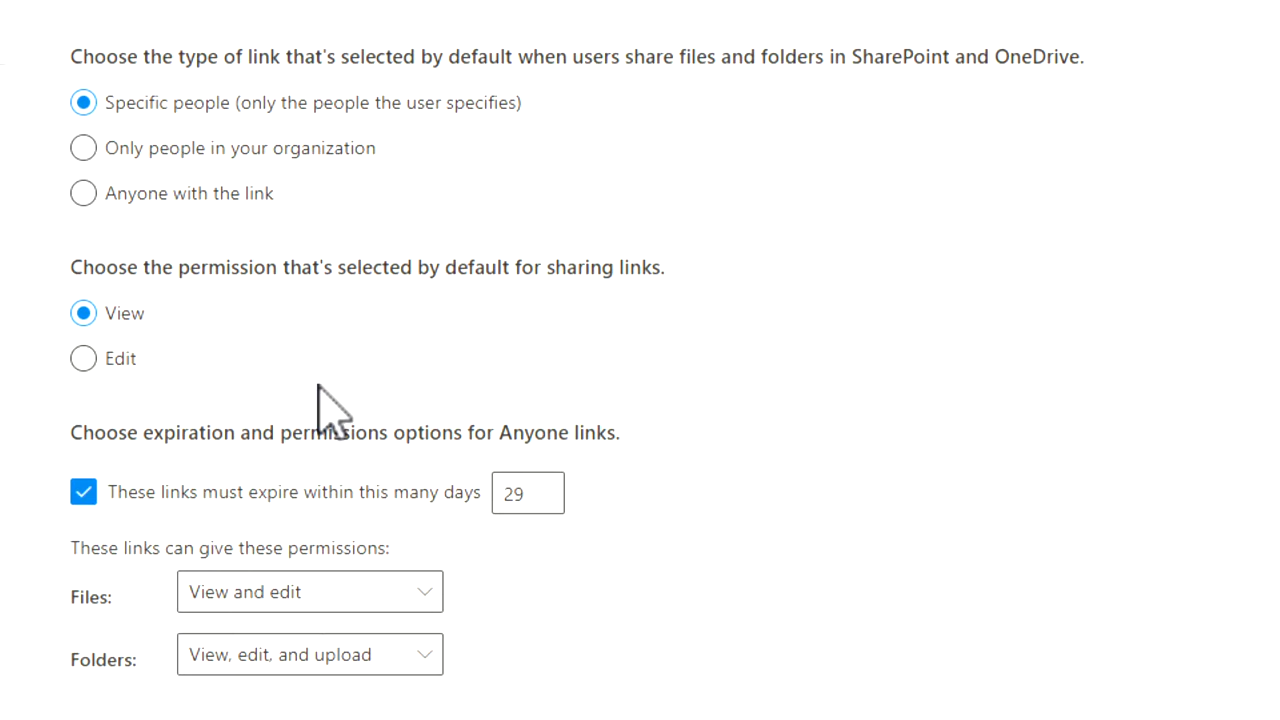 Choose the type of link that's selected by default when users share files and folders in SharePoint and OneDrive.
Specific people (only the people the user specifies)
Only people in your organization
Anyone with the link
Choose the permission that's selected by default for sharing links.
View
Edit
Choose expiration and permissions options for Anyone links.
These links must expire within this many days 29
These links can give these permissions:
Files: View and edit
Folders: View, edit, and upload